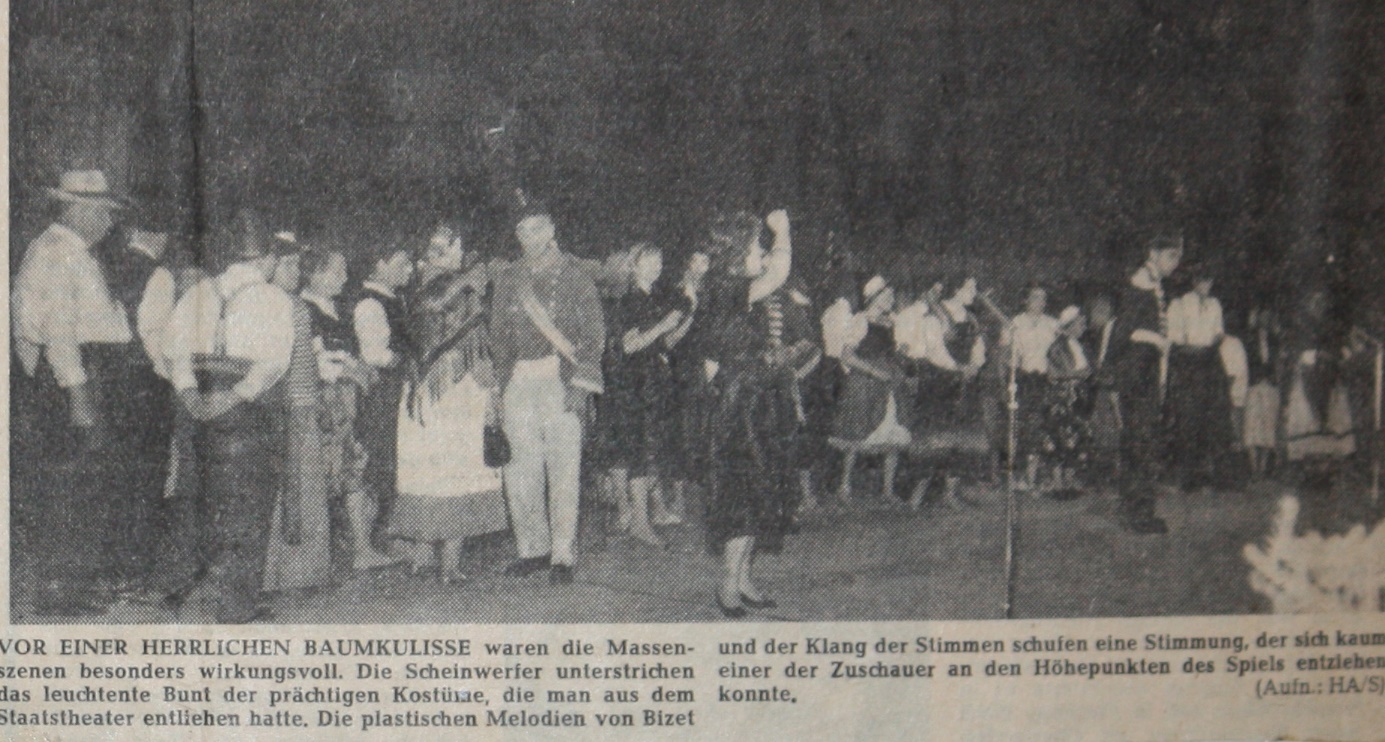 VOR EINER HERRLICHEN BAUMKULISSE waren die Massen-
szenen besonders wirkungsvoll. Die Scheinwerfer unterstrichen
das leuchtente Bunt der prächtigen Kostüme, die man aus dem
Staatstheater entliehen hatte. Die plastischen Melodien von Bizet
und der Klang der Stimmen schufen eine Stimmung, der sich kaum
einer der Zuschauer an den Höhepunkten des Spiels entziehen
konnte.
(Aufn.: HA/S)